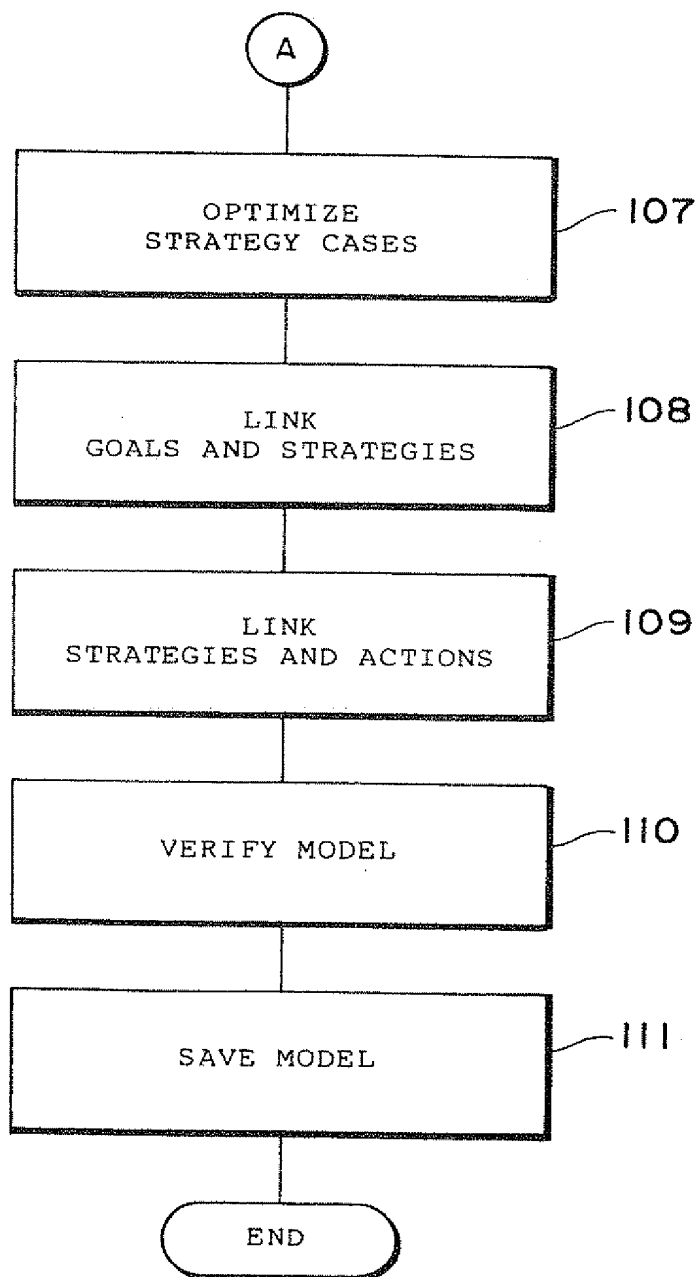 A
OPTIMIZE
STRATEGY CASES
107
LINK
GOALS AND STRATEGIES
108
LINK
STRATEGIES AND ACTIONS
109
VERIFY MODEL
110
SAVE MODEL
111
END